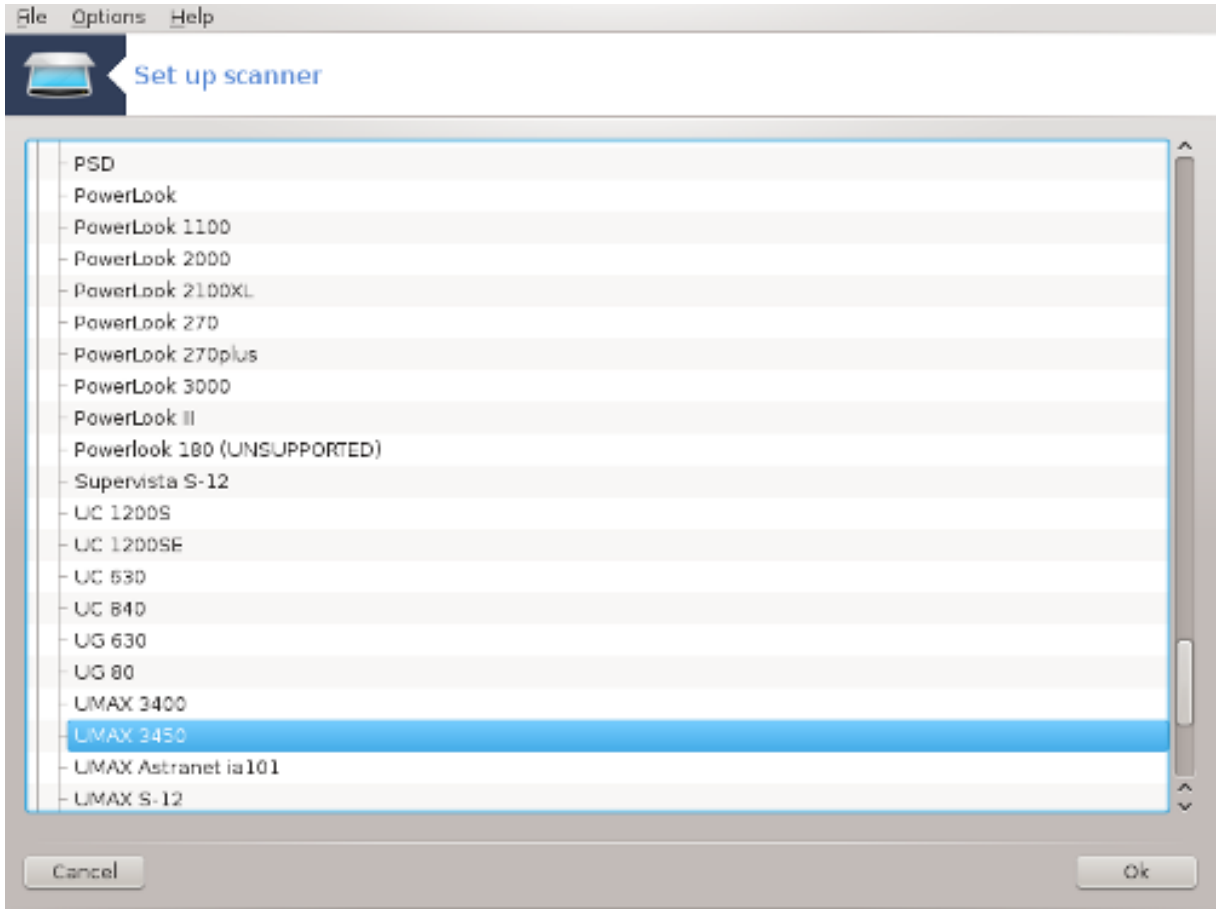 File Options Help
Set up scanner
PSD
PowerLook
PowerLook 1100
PowerLook 2000
PowerLook 2100XL
PowerLook 270
PowerLook 270plus
PowerLook 3000
PowerLook II
Powerlook 180 (UNSUPPORTED)
Supervista S-12
UC 1200S
UC 1200SE
UC 630
UC 840
UG 630
UG 80
UMAX 3400
UMAX 3450
UMAX Astranet ia101
UMAX S-12
Cancel Ok